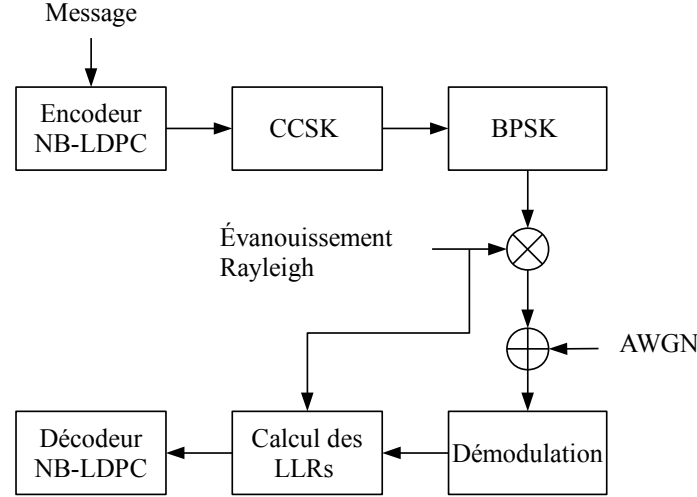 Message
Encodeur
NB-LDPC
CCSK
BPSK
Évanouissement
Rayleigh
AWGN
Décodeur
NB-LDPC
Calcul des
LLRs
Démodulation